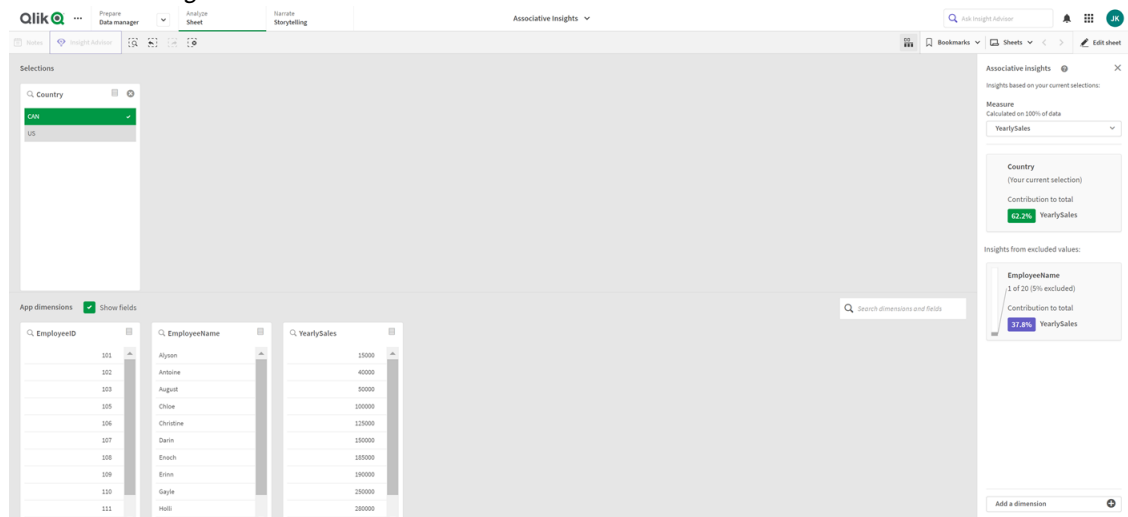 Qlik
Prepare
Data manager
Analyze
Sheet
Narrate
Storytelling
Associative Insights
Ask Insight Advisor
JK
Notes
Insight Advisor
Bookmarks
Sheets
Edit sheet
Selections
Country
CAN
US
Associative insights
Insights based on your current selections:
Measure
Calculated on 100% of data
YearlySales
Country
(Your current selection)
Contribution to total
62.2% YearlySales
Insights from excluded values:
EmployeeName
1 of 20 (5% excluded)
Contribution to total
37.8% YearlySales
Add a dimension
App dimensions
Show fields
Search dimensions and fields
EmployeeID
101
102
103
105
106
107
108
109
110
111
EmployeeName
Alyson
Antoine
August
Chloe
Christine
Darin
Enoch
Erinn
Gayle
Holli
YearlySales
15000
40000
50000
100000
125000
150000
185000
190000
250000
280000